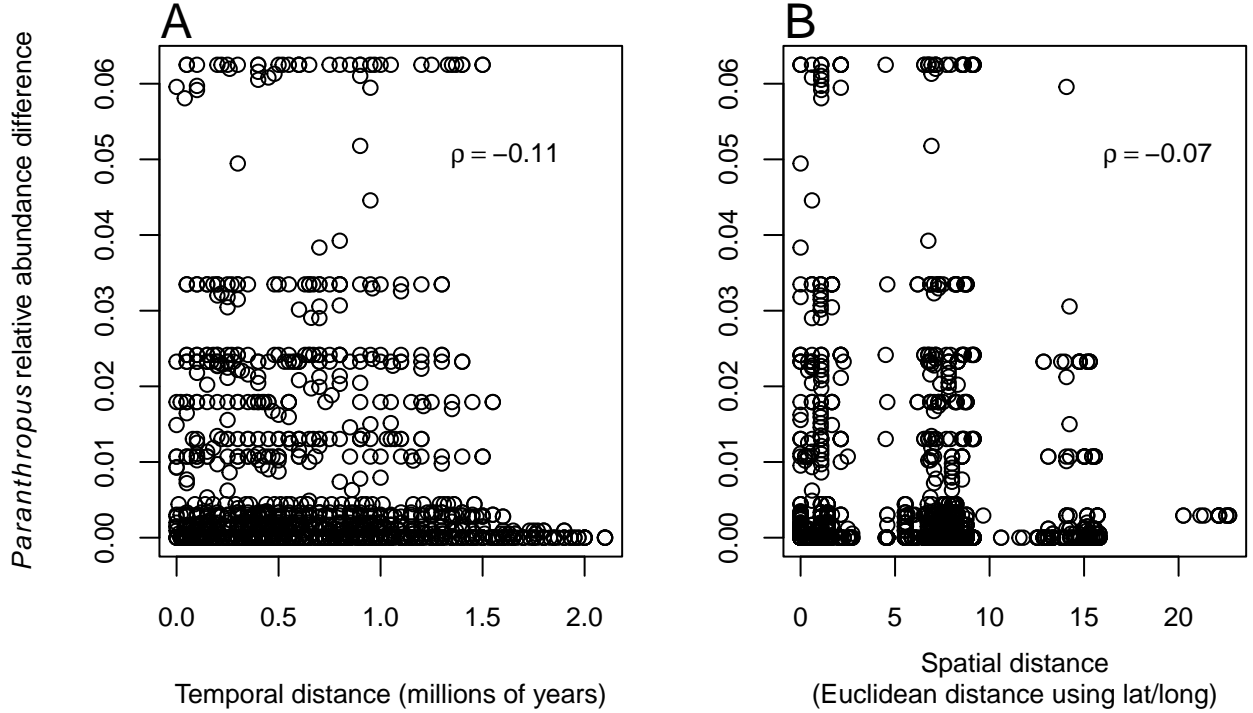 A
Paranthropus relative abundance difference
0.06
0.05
0.04
0.03
0.02
0.01
0.00
ρ = −0.11
0.0 0.5 1.0 1.5 2.0
Temporal distance (millions of years)
B
0.06
0.05
0.04
0.03
0.02
0.01
0.00
ρ = −0.07
0 5 10 15 20
Spatial distance
(Euclidean distance using lat/long)